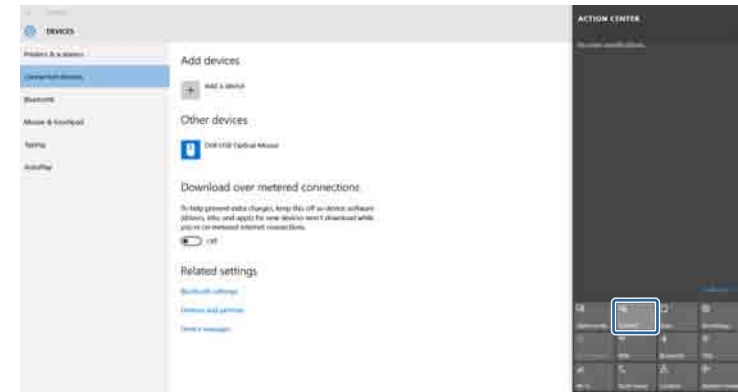 DEVICES
Printers & scanners
Connected devices
Bluetooth
Mouse & touchpad
Typing
AutoPlay
Add devices
Add a device
Other devices
Dell USB Optical Mouse
Download over metered connections
To help prevent extra charges, keep this off so device software
(drivers, info, and apps) for new devices won't download while
you're on metered internet connections.
Off
Related settings
Bluetooth settings
Devices and printers
Device manager
ACTION CENTER
Connect